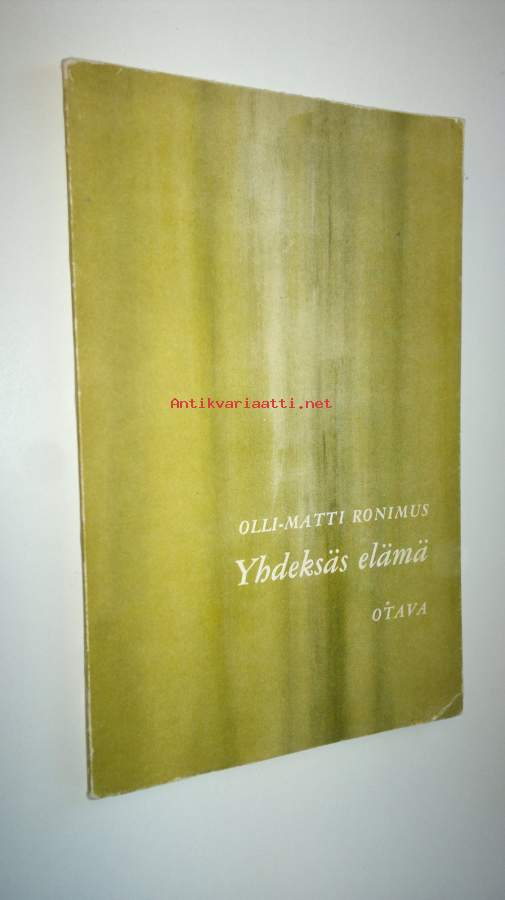 Antikvariaatti.net
OLLI-MATTI RONIMUS
Yhdeksäs elämä
OTAVA